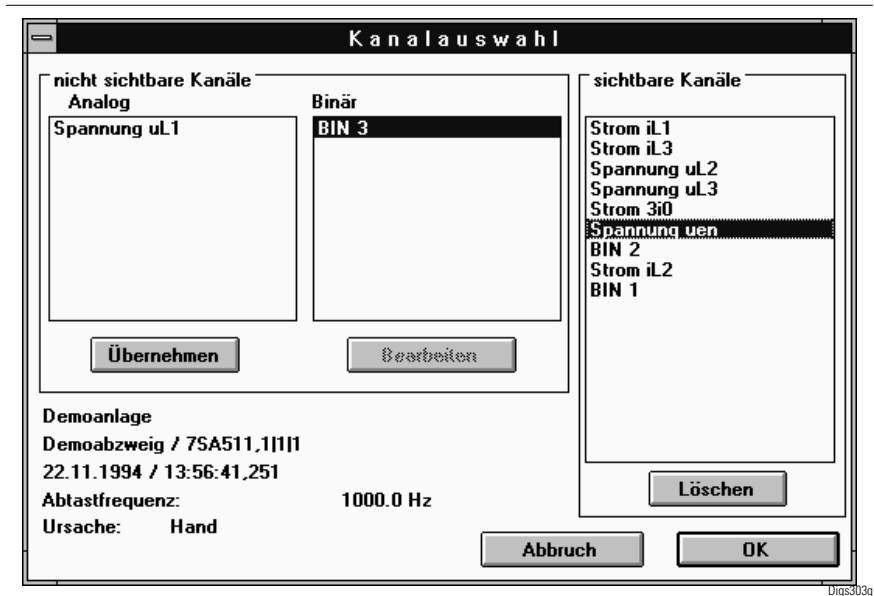 Kanalauswahl
nicht sichtbare Kanäle
Analog
Spannung uL1
Binär
BIN 3
Übernehmen
Bearbeiten
sichtbare Kanäle
Strom iL1
Strom iL3
Spannung uL2
Spannung uL3
Strom 3i0
Spannung uen
BIN 2
Strom iL2
BIN 1
Löschen
Demoanlage
Demoabzweig / 7SA511,1|1|1
22.11.1994 / 13:56:41,251
Abtastfrequenz: 1000.0 Hz
Ursache: Hand
Abbruch
OK
Digs303g